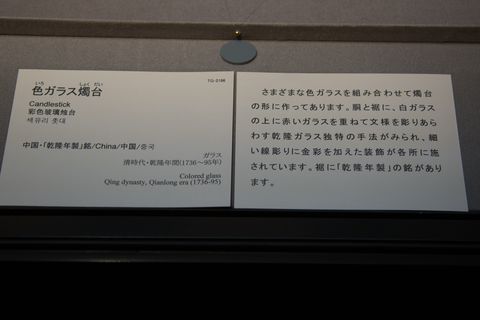 いろ しょく だい
色ガラス燭台
TG-2186
Candlestick
彩色玻璃烛台
색유리 촛대
中国・「乾隆年製」銘/China/中国/중국
ガラス
清時代・乾隆年間(1736〜95年)
Colored glass
Qing dynasty, Qianlong era (1736-95)
さまざまな色ガラスを組み合わせて燭台
の形に作ってあります。胴と裾に、白ガラス
の上に赤いガラスを重ねて文様を彫りあら
わす乾隆ガラス独特の手法がみられ、細
い線彫りに金彩を加えた装飾が各所に施
されています。裾に「乾隆年製」の銘があり
ます。